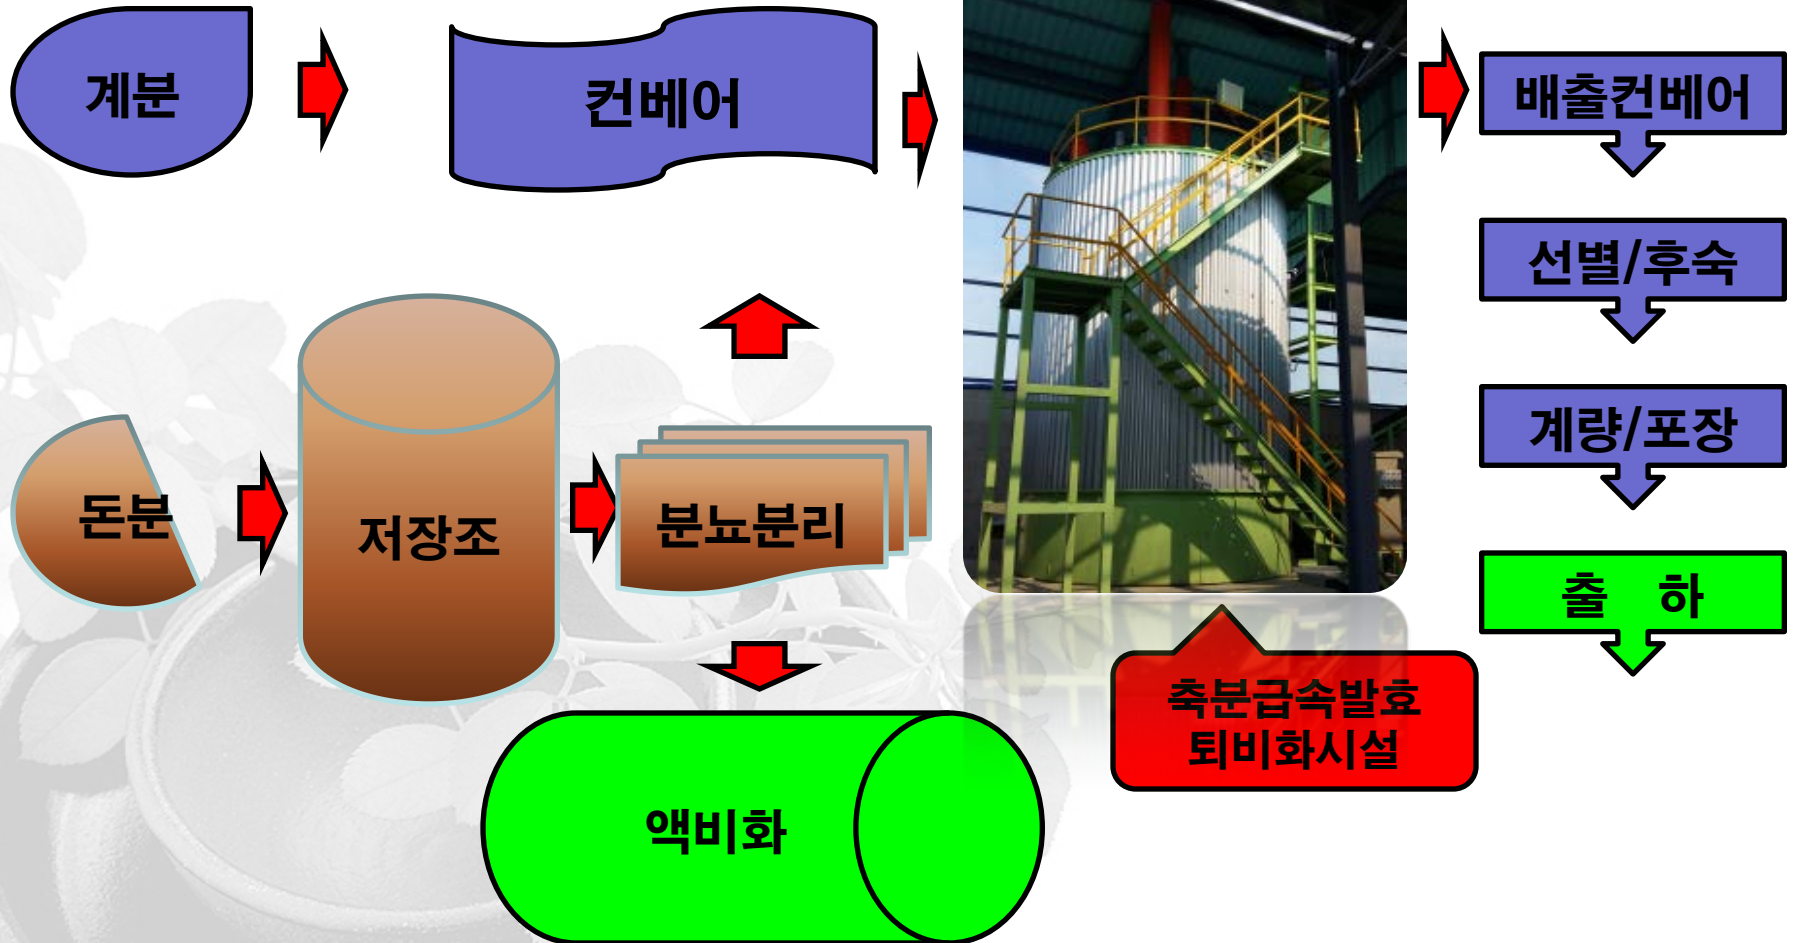 계분
컨베어
배출컨베어
선별/후숙
계량/포장
출 하
돈분
저장조
분뇨분리
축분급속발효
퇴비화시설
액비화